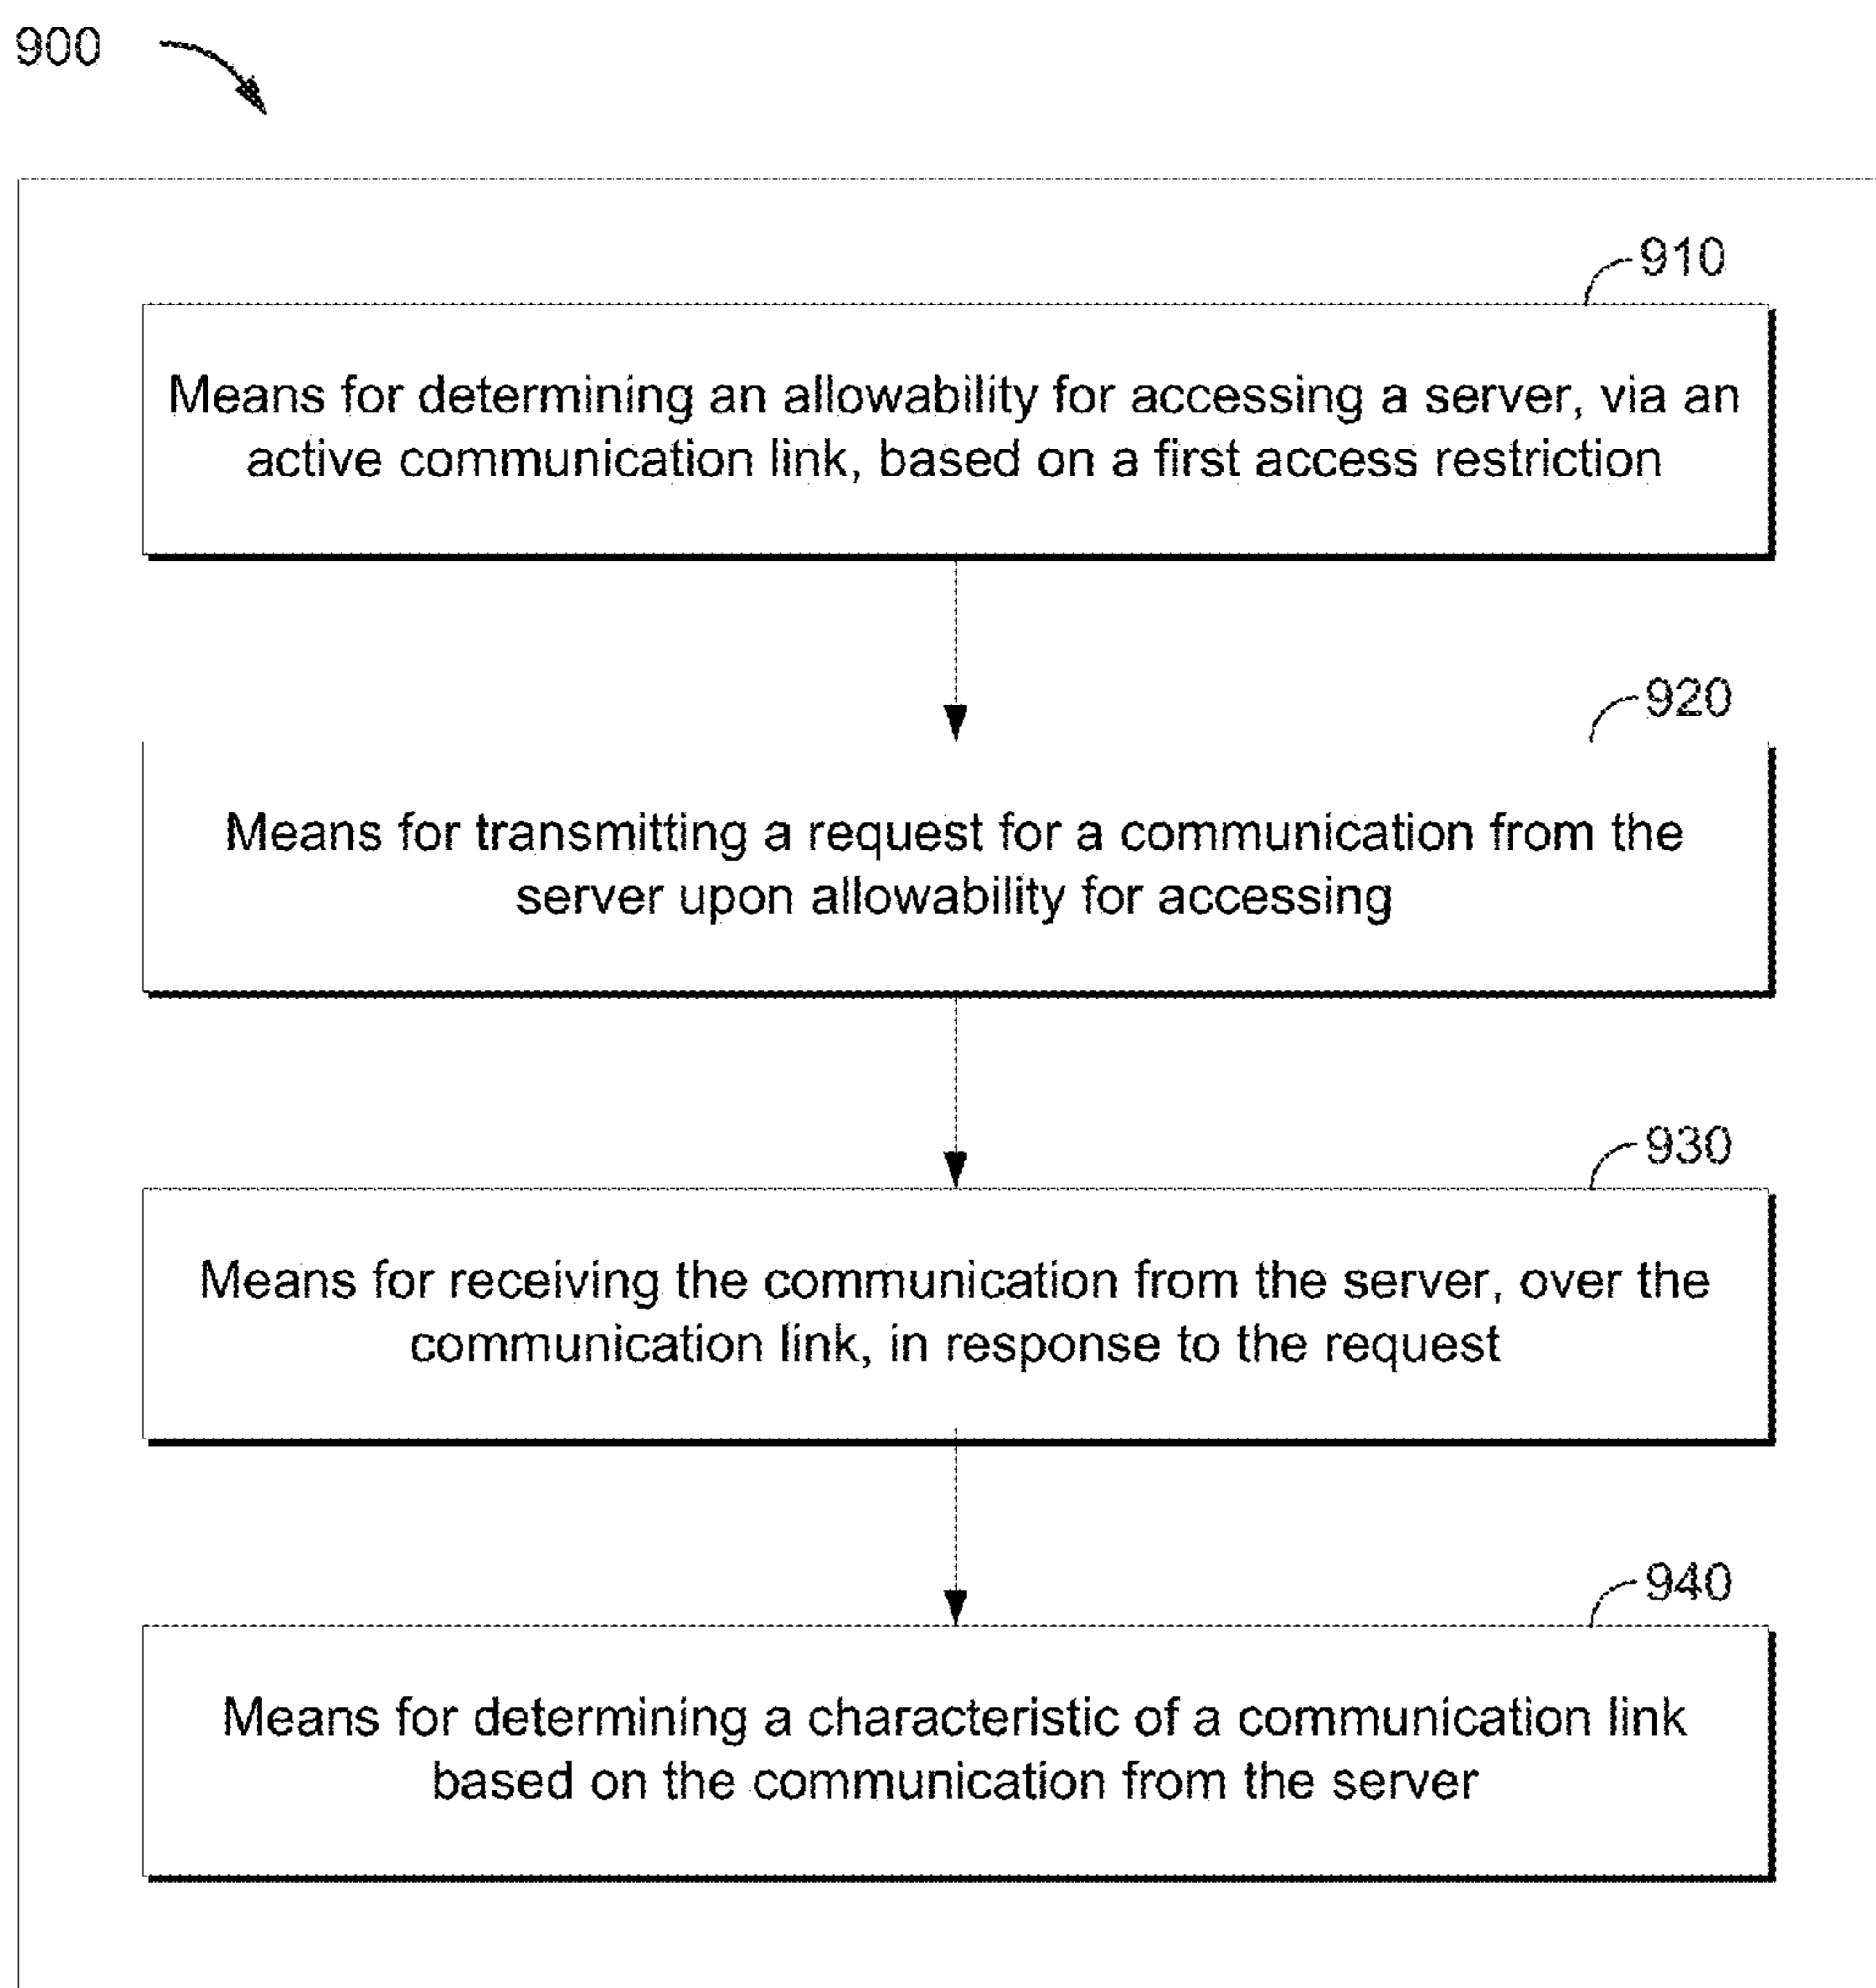 900
910
Means for determining an allowability for accessing a server, via an
active communication link, based on a first access restriction
920
Means for transmitting a request for a communication from the
server upon allowability for accessing
930
Means for receiving the communication from the server, over the
communication link, in response to the request
940
Means for determining a characteristic of a communication link
based on the communication from the server